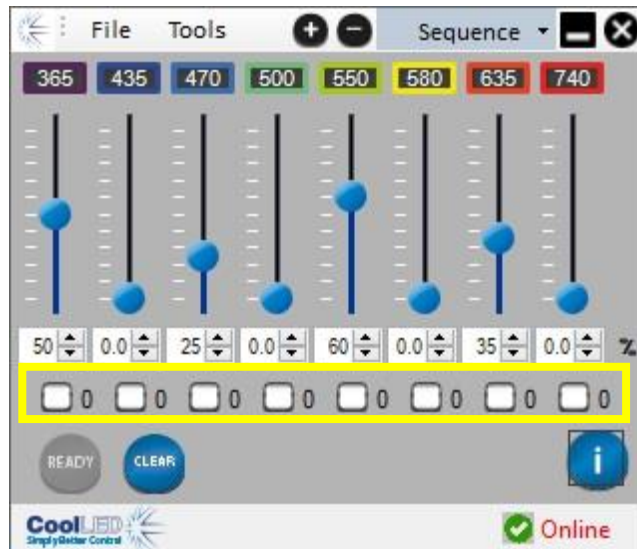 File Tools + - Sequence
365 435 470 500 550 580 635 740
50 0.0 25 0.0 60 0.0 35 0.0 %
0 0 0 0 0 0 0 0
READY CLEAR i
CoolLED
Simply Better Control
Online